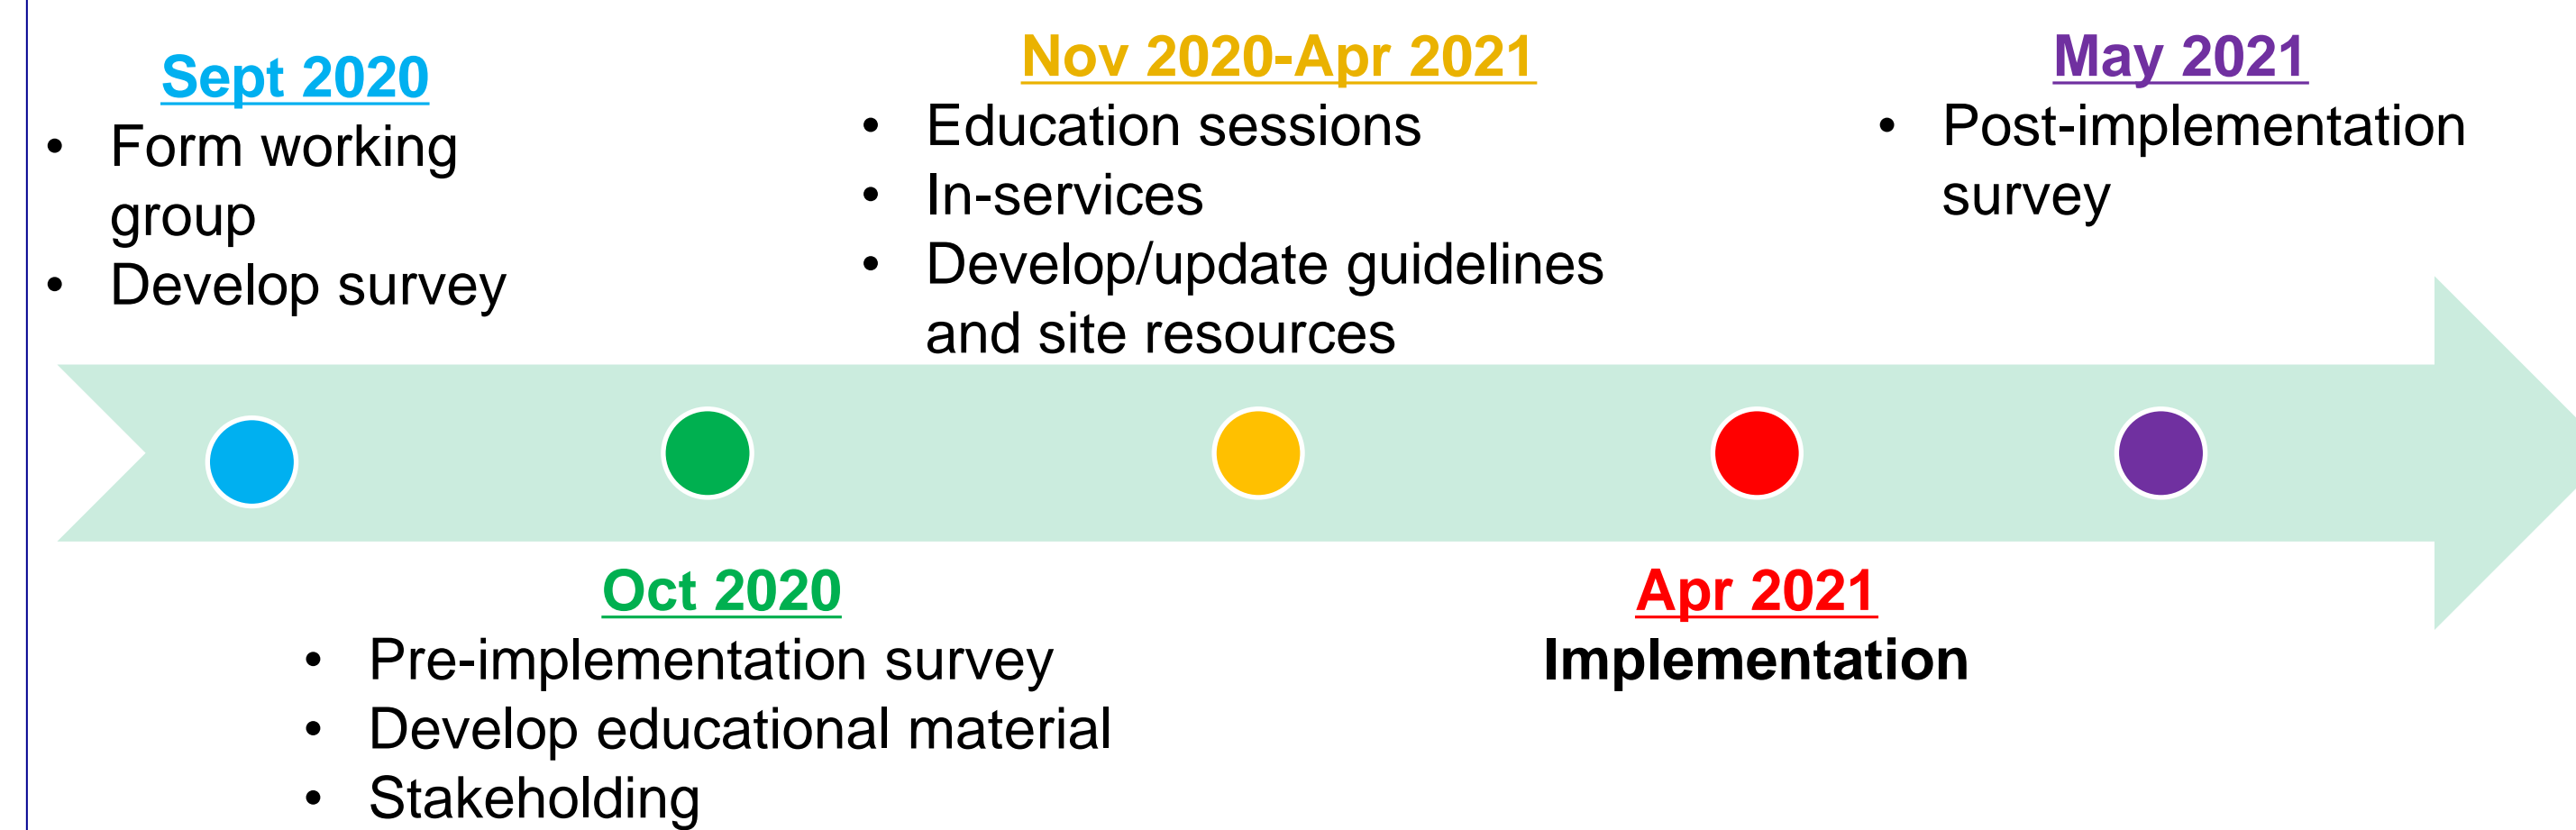 Sept 2020
• Form working
group
• Develop survey
Nov 2020-Apr 2021
• Education sessions
• In-services
• Develop/update guidelines
and site resources
May 2021
• Post-implementation
survey
Oct 2020
• Pre-implementation survey
• Develop educational material
• Stakeholding
Apr 2021
Implementation